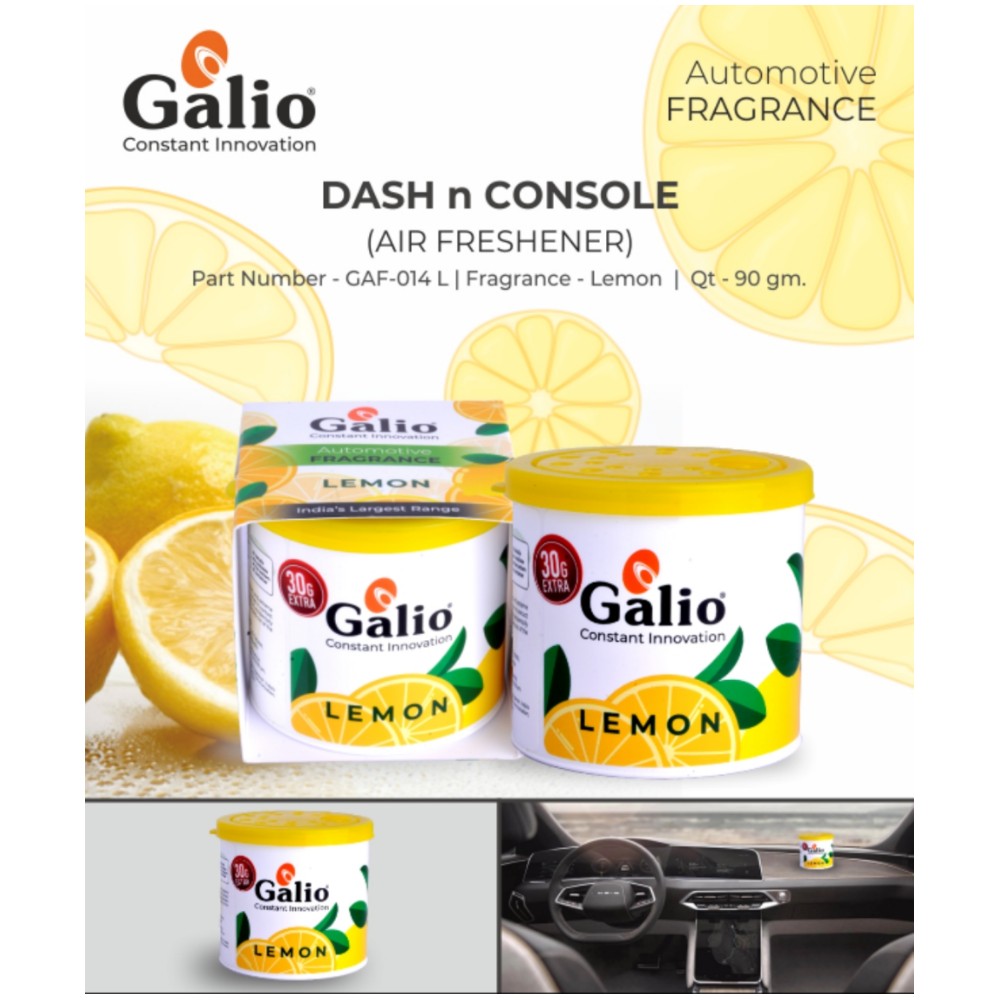 Galio®
Constant Innovation
Automotive
FRAGRANCE
DASH n CONSOLE
(AIR FRESHENER)
Part Number - GAF-014 L | Fragrance - Lemon | Qt - 90 gm.
Galio
Constant Innovation
Automotive
FRAGRANCE
LEMON
India's Largest Range
30G
EXTRA
Galio®
Constant Innovation
LEMON
30G
EXTRA
Galio®
Constant Innovation
LEMON
30G
Galio®
Constant Innovation
LEMON
Galio